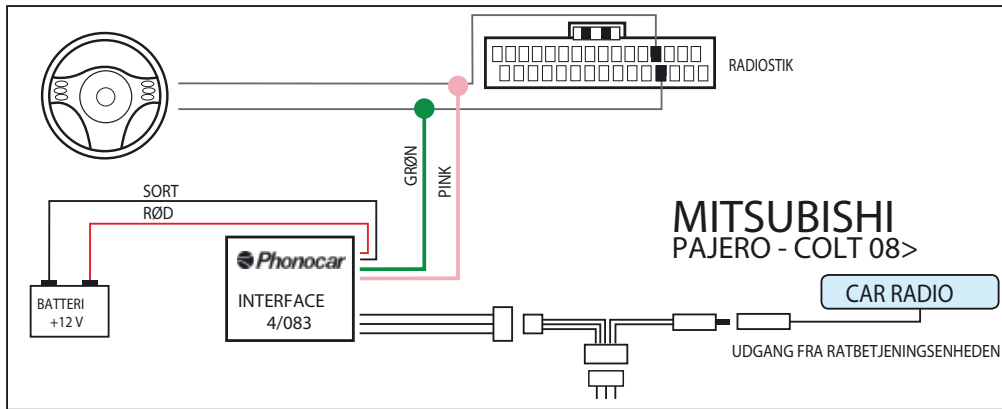 RADIOSTIK
GRØN
PINK
SORT
RØD
MITSUBISHI
PAJERO - COLT 08>
Phonocar
INTERFACE
4/083
BATTERI
+12 V
CAR RADIO
UDGANG FRA RATBETJENINGSENHEDEN